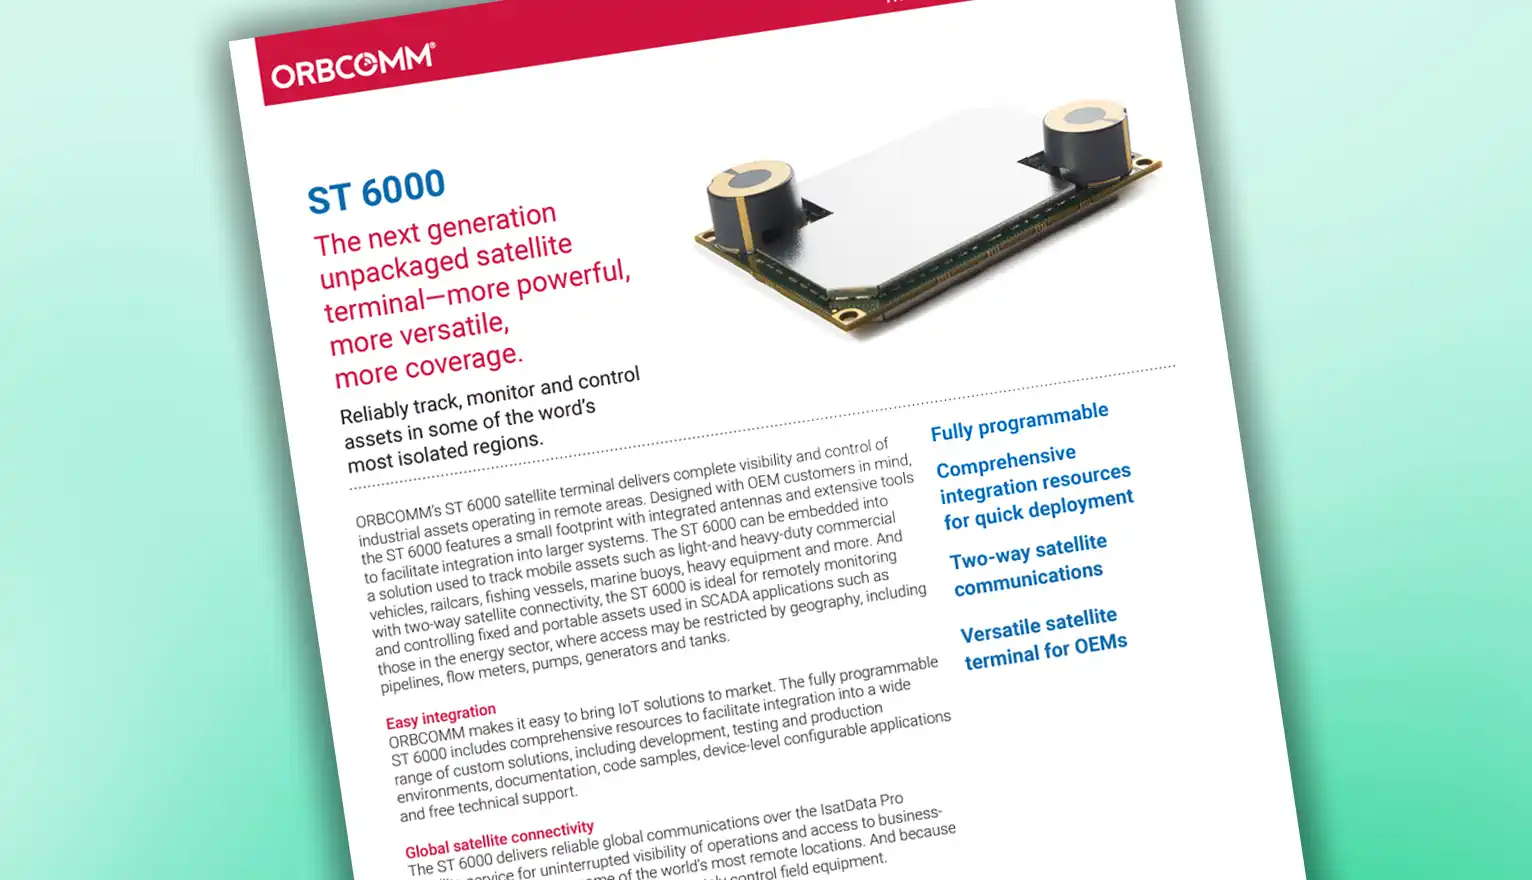 ORBCOMM®
ST 6000
The next generation
unpackaged satellite
terminal—more powerful,
more versatile,
more coverage.
Reliably track, monitor and control
assets in some of the word's
most isolated regions.
ORBCOMM's ST 6000 satellite terminal delivers complete visibility and control of
industrial assets operating in remote areas. Designed with OEM customers in mind,
the ST 6000 features a small footprint with integrated antennas and extensive tools
to facilitate integration into larger systems. The ST 6000 can be embedded into
a solution used to track mobile assets such as light-and heavy-duty commercial
vehicles, railcars, fishing vessels, marine buoys, heavy equipment and more. And
with two-way satellite connectivity, the ST 6000 is ideal for remotely monitoring
and controlling fixed and portable assets used in SCADA applications such as
those in the energy sector, where access may be restricted by geography, including
pipelines, flow meters, pumps, generators and tanks.
Easy integration
ORBCOMM makes it easy to bring IoT solutions to market. The fully programmable
ST 6000 includes comprehensive resources to facilitate integration into a wide
range of custom solutions, including development, testing and production
environments, documentation, code samples, device-level configurable applications
and free technical support.
Global satellite connectivity
The ST 6000 delivers reliable global communications over the IsatData Pro
service for uninterrupted visibility of operations and access to business-
of the world's most remote locations. And because
control field equipment.
Fully programmable
Comprehensive
integration resources
for quick deployment
Two-way satellite
communications
Versatile satellite
terminal for OEMs